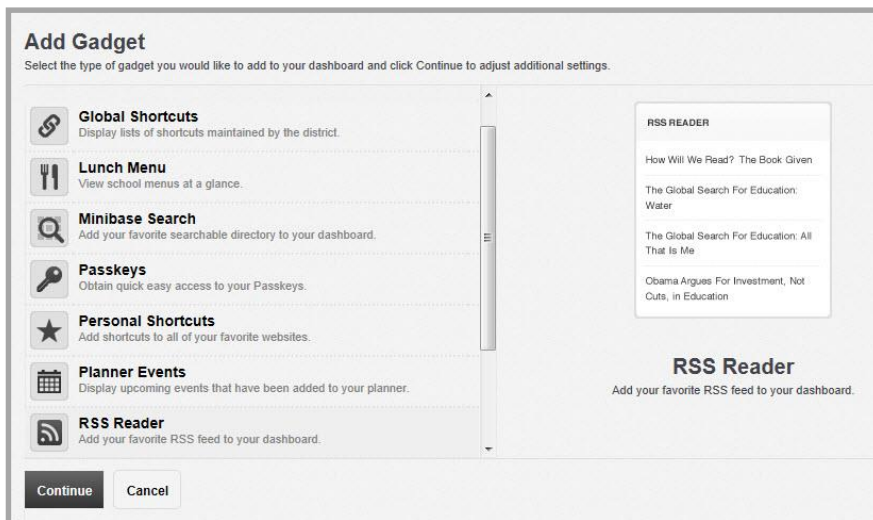 Add Gadget
Select the type of gadget you would like to add to your dashboard and click Continue to adjust additional settings.
Global Shortcuts
Display lists of shortcuts maintained by the district.
Lunch Menu
View school menus at a glance.
Minibase Search
Add your favorite searchable directory to your dashboard.
Passkeys
Obtain quick easy access to your Passkeys.
Personal Shortcuts
Add shortcuts to all of your favorite websites.
Planner Events
Display upcoming events that have been added to your planner.
RSS Reader
Add your favorite RSS feed to your dashboard.
RSS READER
How Will We Read? The Book Given
The Global Search For Education:
Water
The Global Search For Education: All
That Is Me
Obama Argues For Investment, Not
Cuts, in Education
RSS Reader
Add your favorite RSS feed to your dashboard.
Continue
Cancel